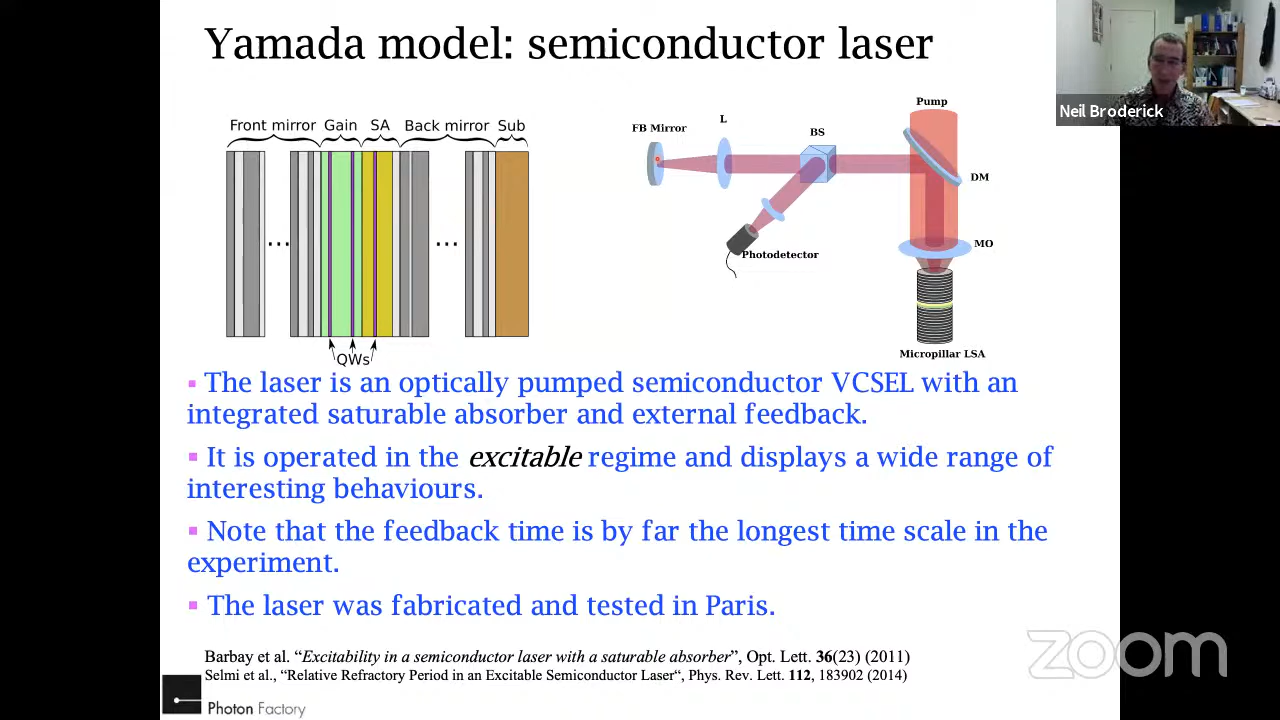 Yamada model: semiconductor laser
Neil Broderick
Front mirror Gain SA Back mirror Sub
... ...
QWs
Pump
FB Mirror
L
BS
DM
MO
Photodetector
Micropillar LSA
The laser is an optically pumped semiconductor VCSEL with an
integrated saturable absorber and external feedback.
It is operated in the excitable regime and displays a wide range of
interesting behaviours.
Note that the feedback time is by far the longest time scale in the
experiment.
The laser was fabricated and tested in Paris.
Barbay et al. “Excitability in a semiconductor laser with a saturable absorber”, Opt. Lett. 36(23) (2011)
Selmi et al., “Relative Refractory Period in an Excitable Semiconductor Laser“, Phys. Rev. Lett. 112, 183902 (2014)
Photon Factory
zoom